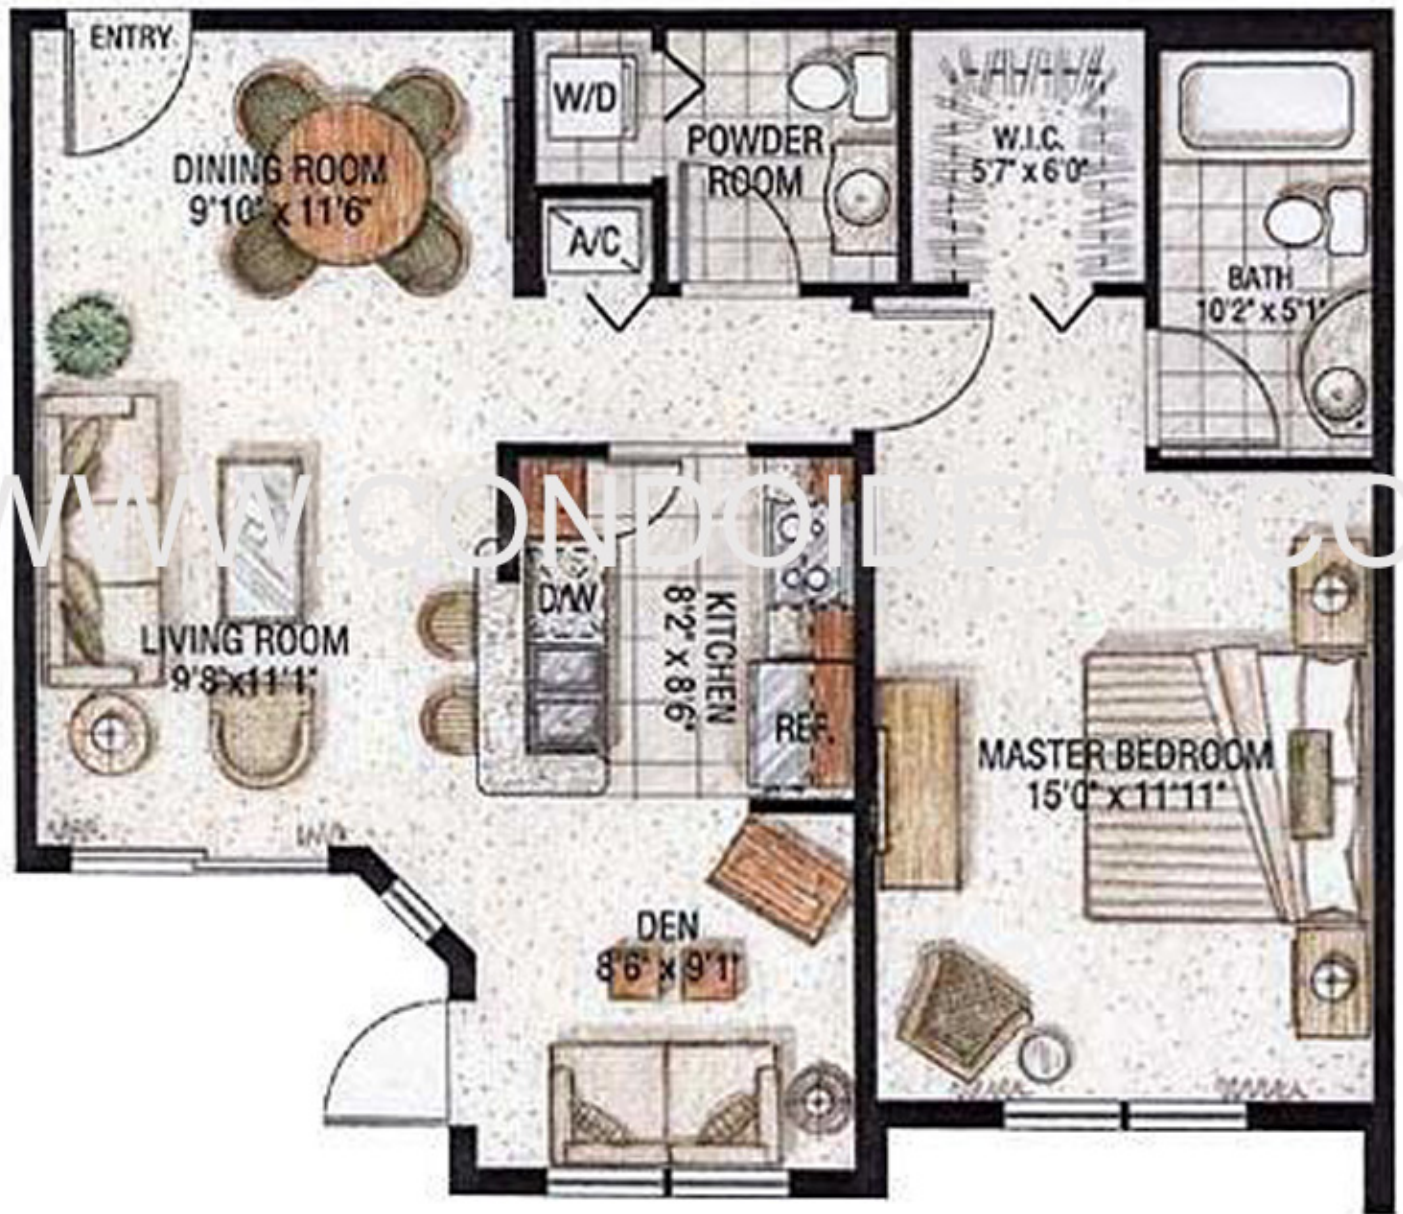 ENTRY
DINING ROOM
9'10" x 11'6"
W/D
POWDER
ROOM
A/C
W.I.C.
5'7" x 6'0"
BATH
10'2" x 5'1"
WWW.CONDOIDEAS.CO
LIVING ROOM
9'8"x11'1"
D/W
KITCHEN
8'2" x 8'6"
REF.
MASTER BEDROOM
15'0" x 11'11"
DEN
8'6" x 9'1"